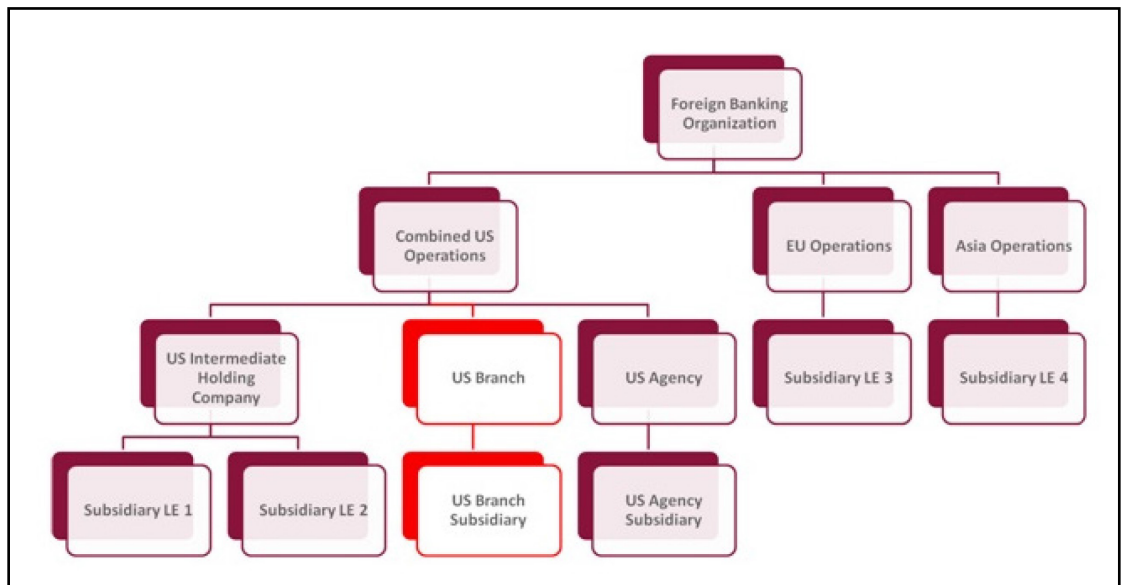 Foreign Banking
Organization
Combined US
Operations
EU Operations
Asia Operations
US Intermediate
Holding
Company
US Branch
US Agency
Subsidiary LE 3
Subsidiary LE 4
Subsidiary LE 1
Subsidiary LE 2
US Branch
Subsidiary
US Agency
Subsidiary